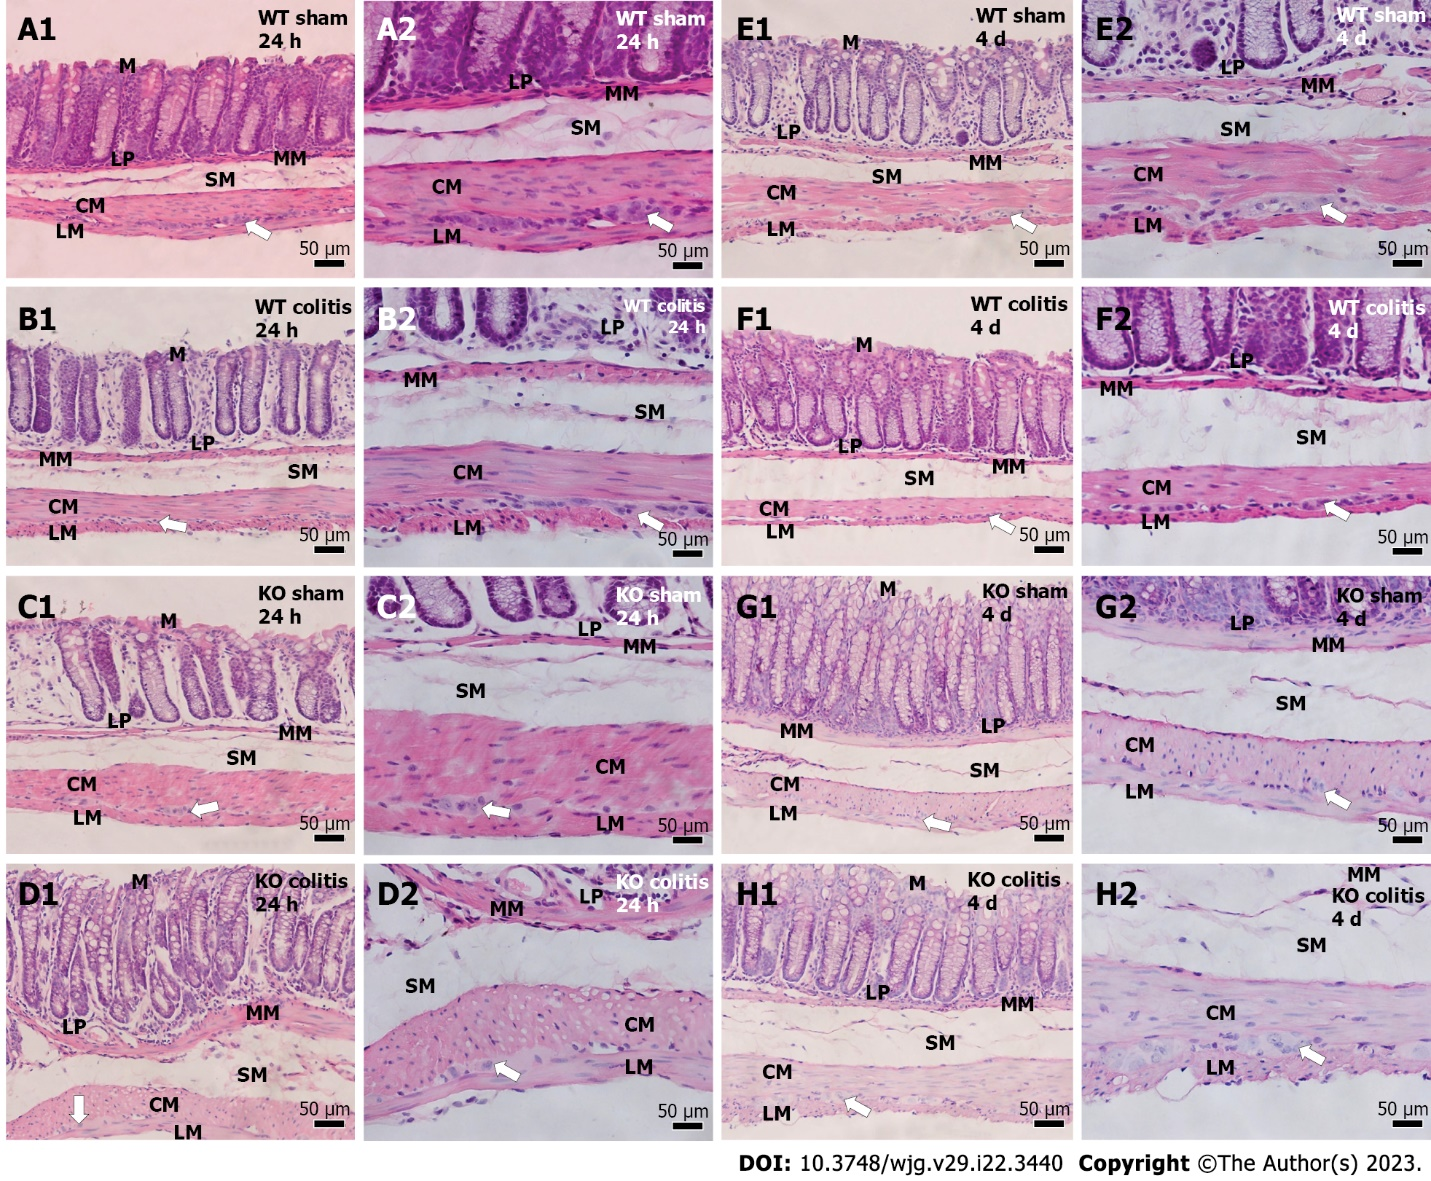 A1
WT sham
24 h
M
LP
MM
SM
CM
LM
50 µm
A2
WT sham
24 h
LP
MM
SM
CM
LM
50 µm
E1
WT sham
4 d
M
LP
MM
SM
CM
LM
50 µm
E2
WT sham
4 d
LP
MM
SM
CM
LM
50 µm
B1
WT colitis
24 h
M
LP
MM
SM
CM
LM
50 µm
B2
WT colitis
24 h
LP
MM
SM
CM
LM
50 µm
F1
WT colitis
4 d
M
LP
MM
SM
CM
LM
50 µm
F2
WT colitis
4 d
LP
MM
SM
CM
LM
50 µm
C1
KO sham
24 h
M
LP
MM
SM
CM
LM
50 µm
C2
KO sham
24 h
LP
MM
SM
CM
LM
50 µm
G1
KO sham
4 d
M
MM
LP
SM
CM
LM
50 µm
G2
KO sham
4 d
LP
MM
SM
CM
LM
50 µm
D1
KO colitis
24 h
M
MM
LP
SM
CM
LM
50 µm
D2
KO colitis
24 h
LP
MM
SM
CM
LM
50 µm
H1
KO colitis
4 d
M
LP
MM
SM
CM
LM
50 µm
H2
MM
KO colitis
4 d
SM
CM
LM
50 µm
DOI: 10.3748/wjg.v29.i22.3440 Copyright ©The Author(s) 2023.